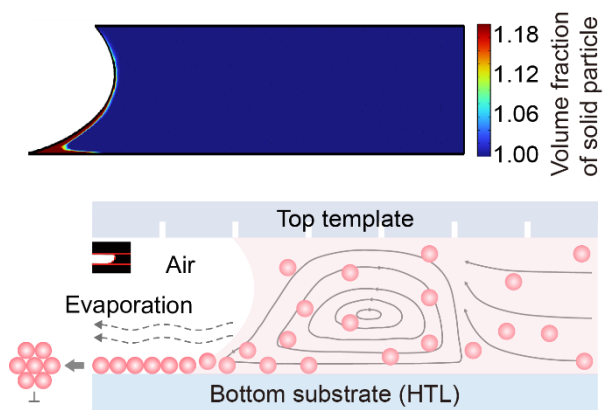 1.18
1.12
1.06
1.00
Volume fraction
of solid particle
Top template
Air
Evaporation
⊥
Bottom substrate (HTL)